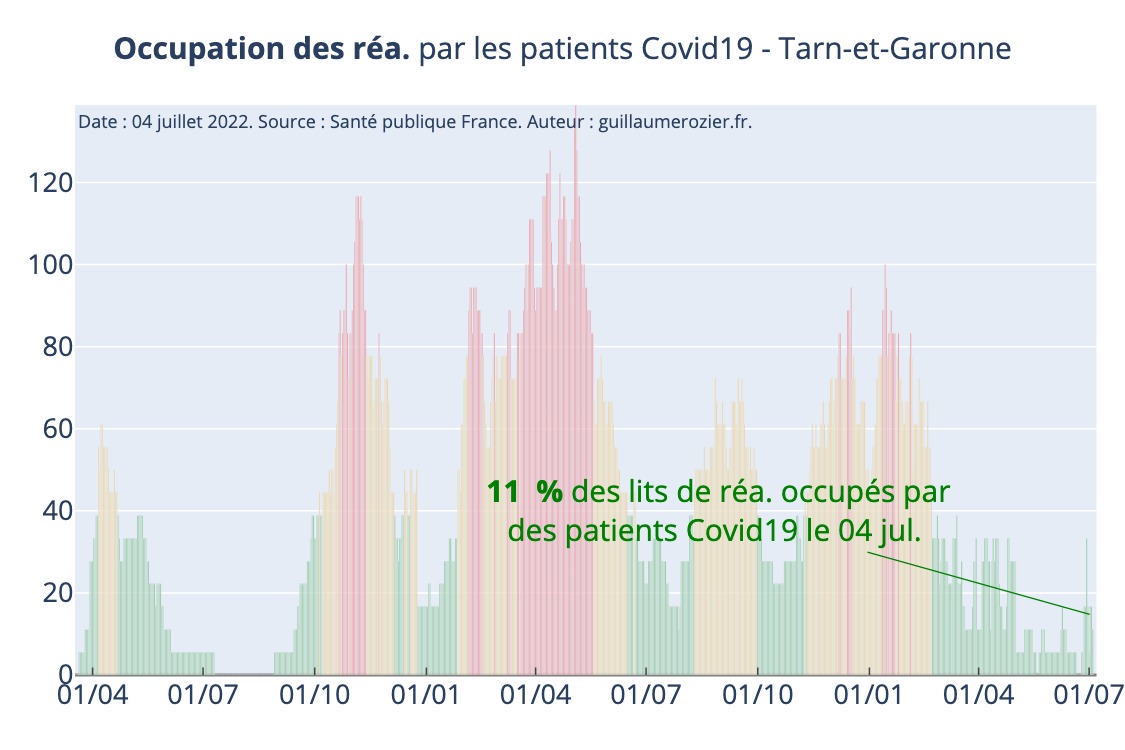 Occupation des réa. par les patients Covid19 - Tarn-et-Garonne
Date : 04 juillet 2022. Source : Santé publique France. Auteur : guillaumerozier.fr.
120
100
80
60
40
20
0
11 % des lits de réa. occupés par
des patients Covid19 le 04 jul.
01/04 01/07 01/10 01/01 01/04 01/07 01/10 01/01 01/04 01/07